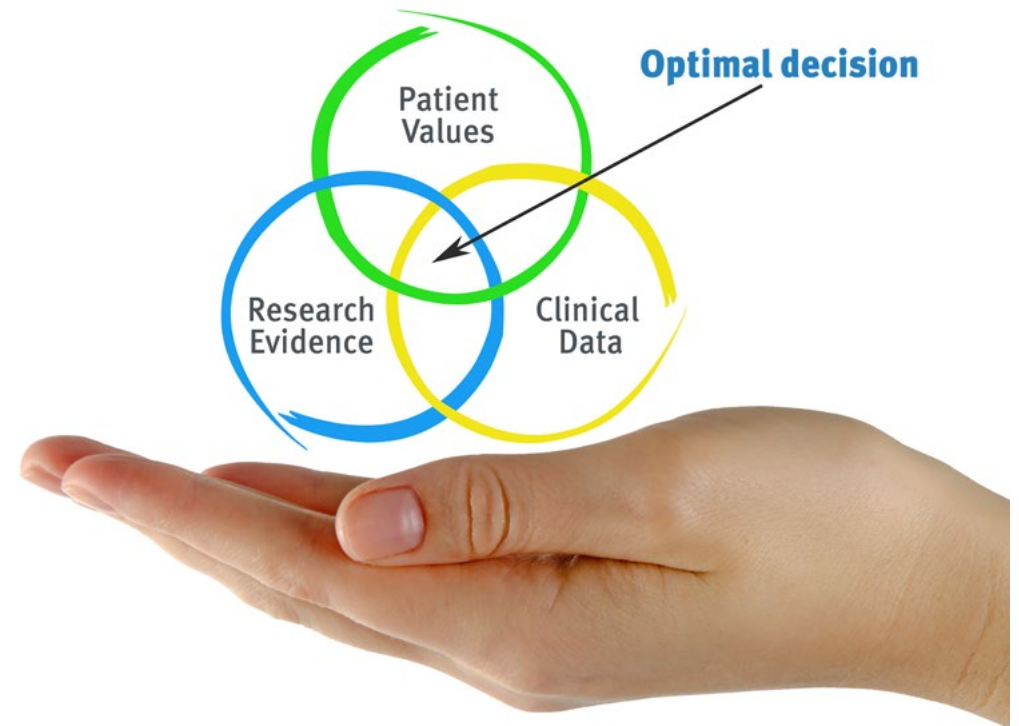 Optimal decision
Patient
Values
Research
Evidence
Clinical
Data